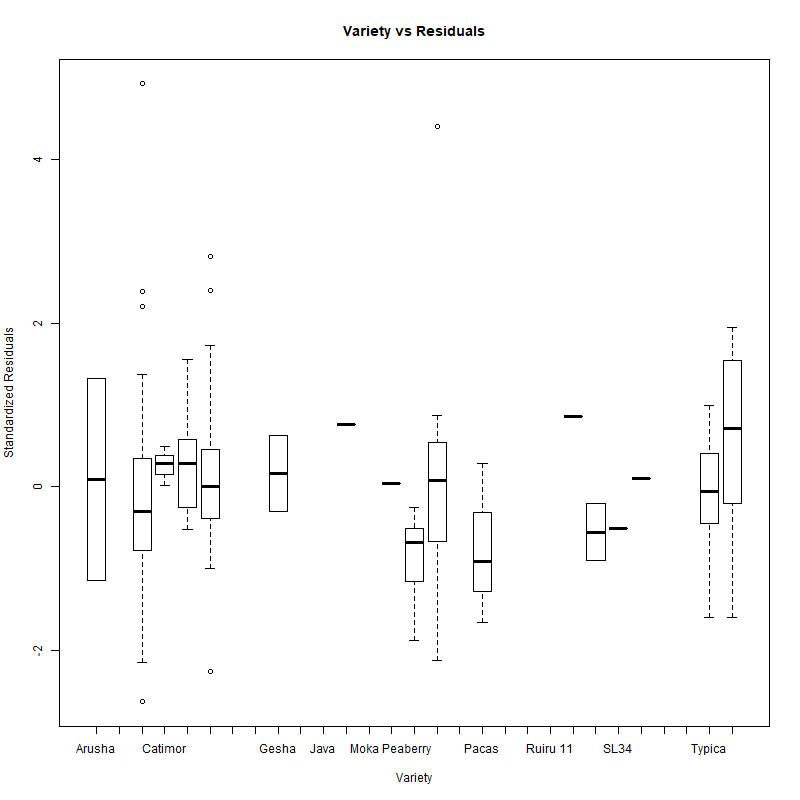 Variety vs Residuals
Standardized Residuals
4
2
0
-2
Arusha Catimor Gesha Java Moka Peaberry Pacas Ruiru 11 SL34 Typica
Variety